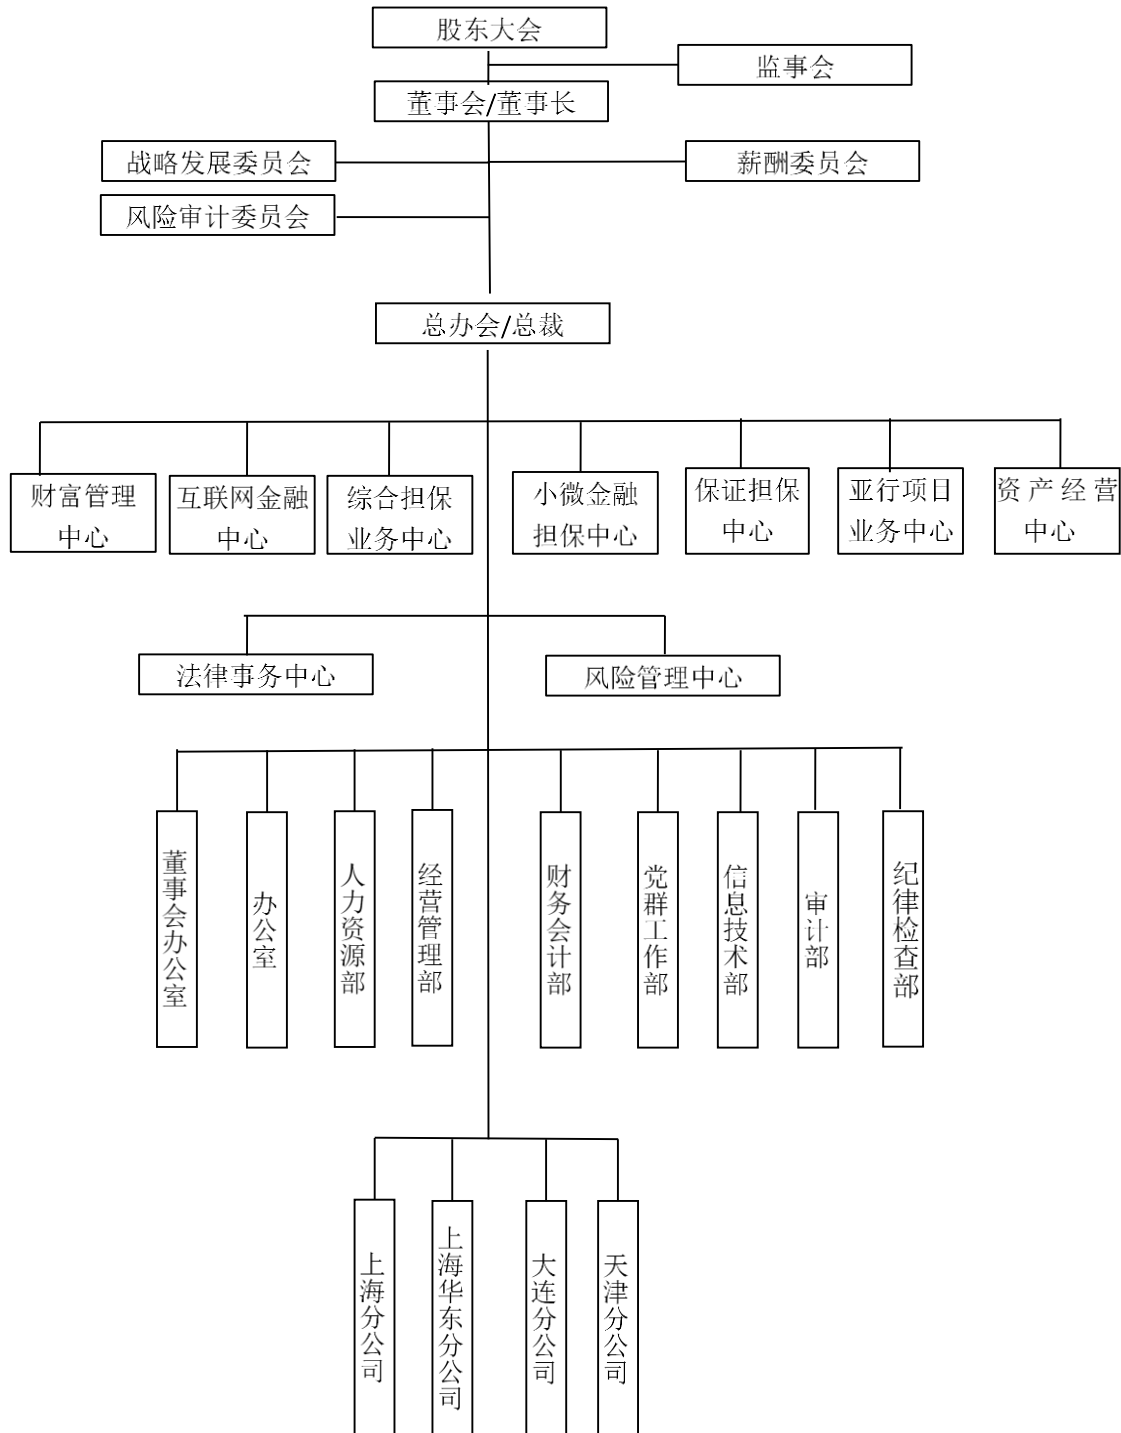 股东大会
监事会
董事会/董事长
战略发展委员会
薪酬委员会
风险审计委员会
总办会/总裁
财富管理
中心
互联网金融
中心
综合担保
业务中心
小微金融
担保中心
保证担保
中心
亚行项目
业务中心
资产经营
中心
法律事务中心
风险管理中心
董事会办公室
办公室
人力资源部
经营管理部
财务会计部
党群工作部
信息技术部
审计部
纪律检查部
上海分公司
上海华东分公司
大连分公司
天津分公司